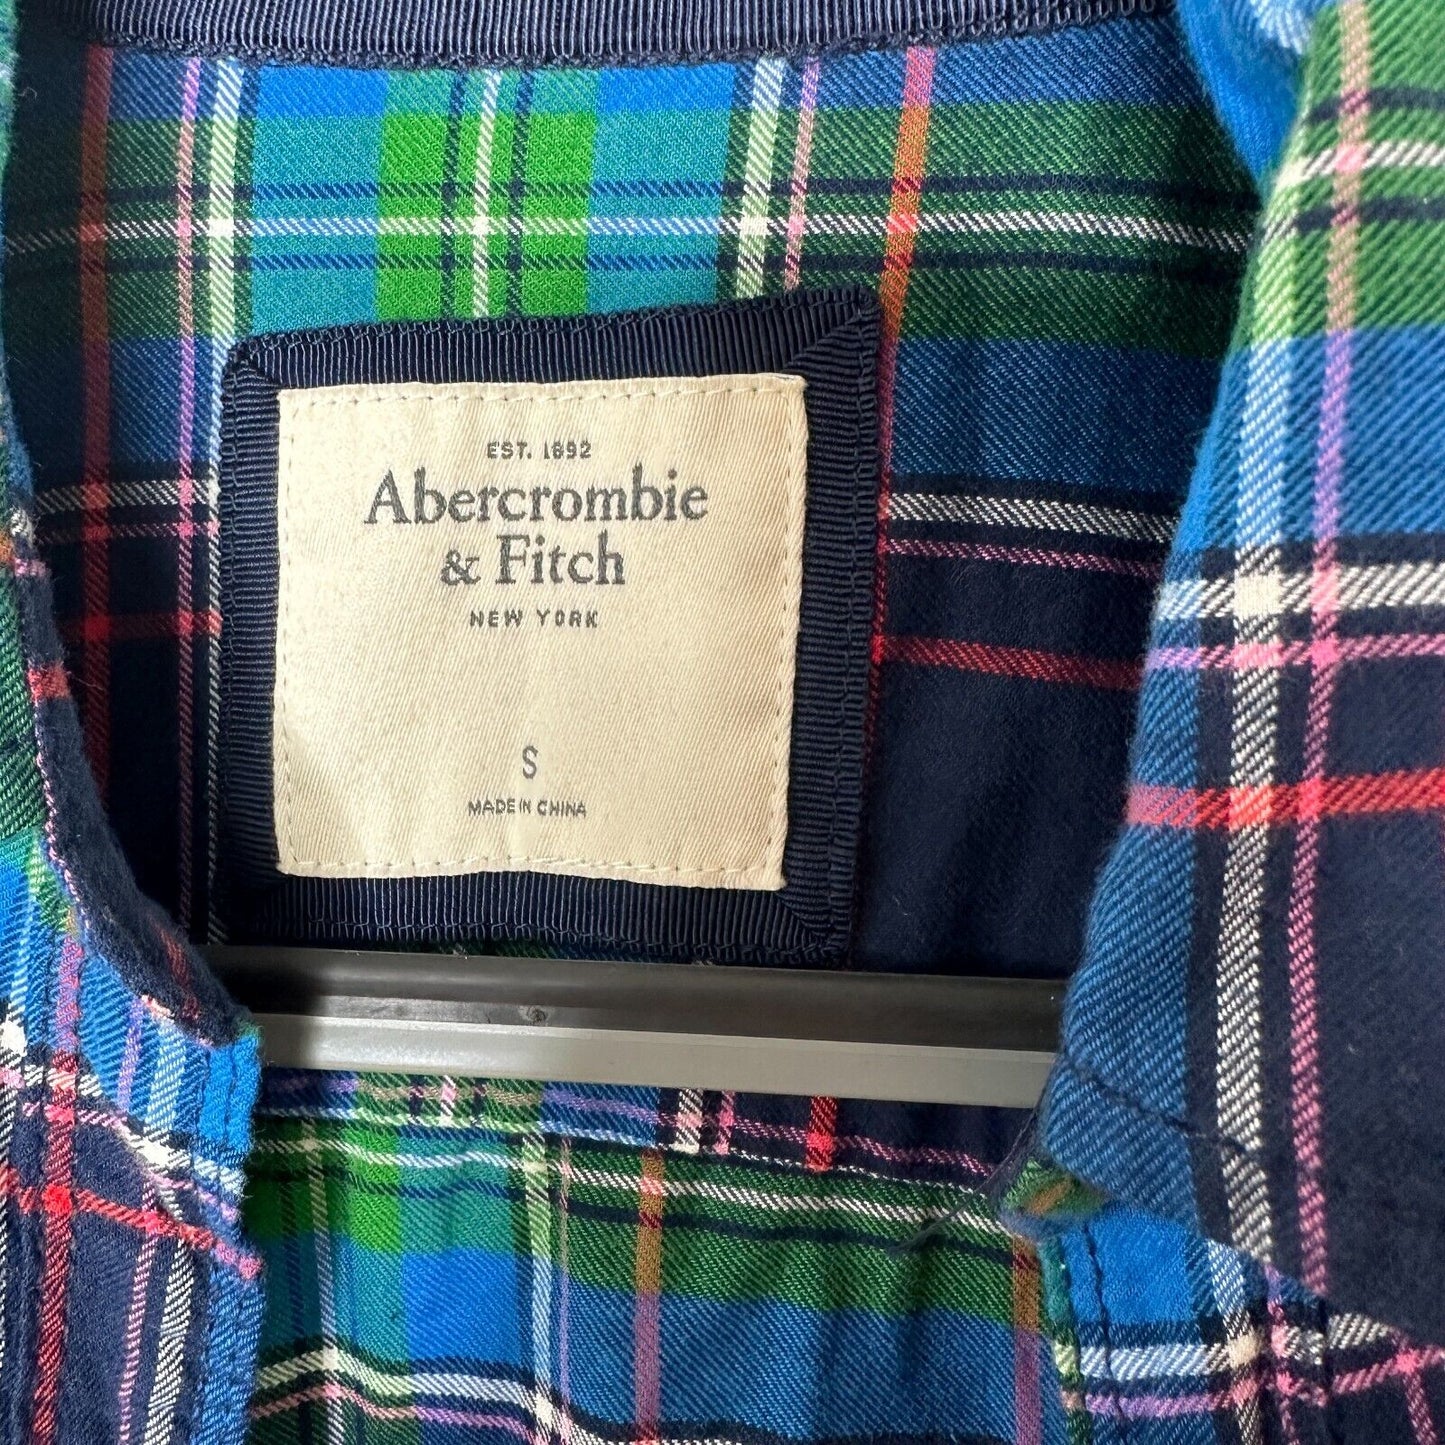 EST. 1892
Abercrombie
& Fitch
NEW YORK
S
MADE IN CHINA